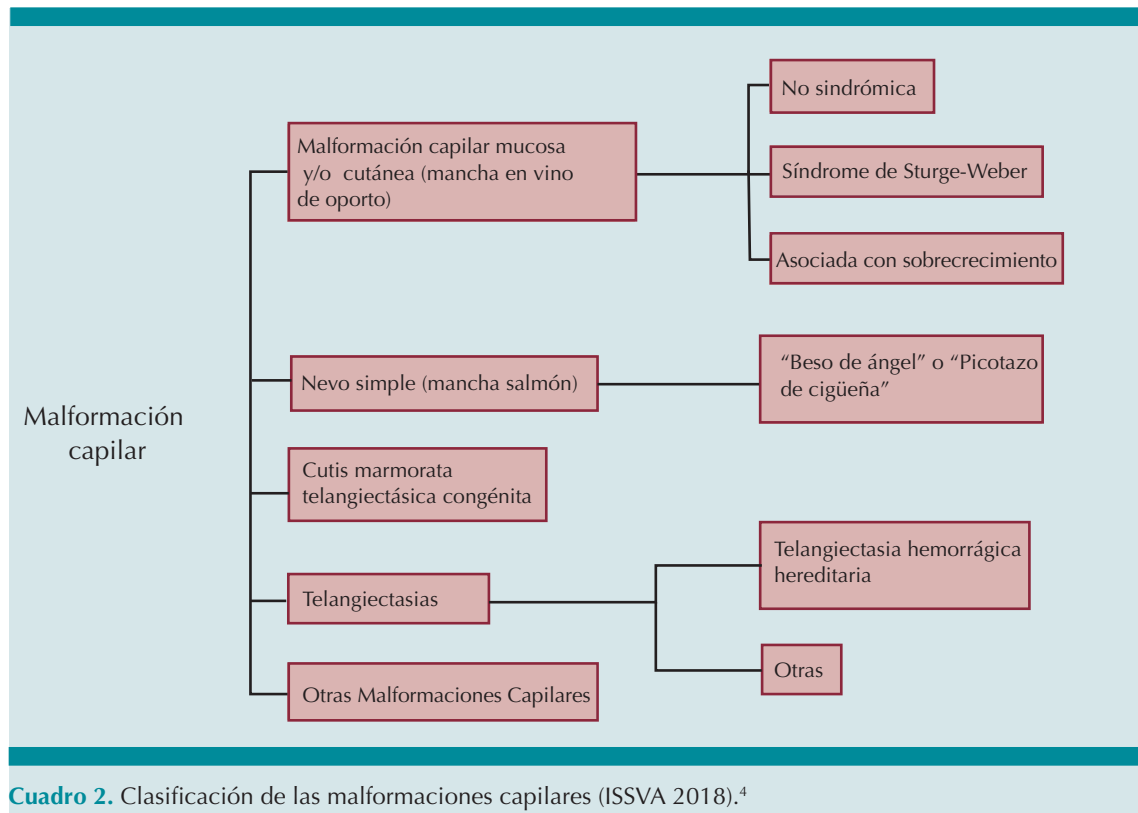 Malformación
capilar
Malformación capilar mucosa
y/o cutánea (mancha en vino
de oporto)
No sindrómica
Síndrome de Sturge-Weber
Asociada con sobrecrecimiento
Nevo simple (mancha salmón)
“Beso de ángel” o “Picotazo
de cigüeña”
Cutis marmorata
telangiectásica congénita
Telangiectasias
Telangiectasia hemorrágica
hereditaria
Otras
Otras Malformaciones Capilares
Cuadro 2. Clasificación de las malformaciones capilares (ISSVA 2018).⁴